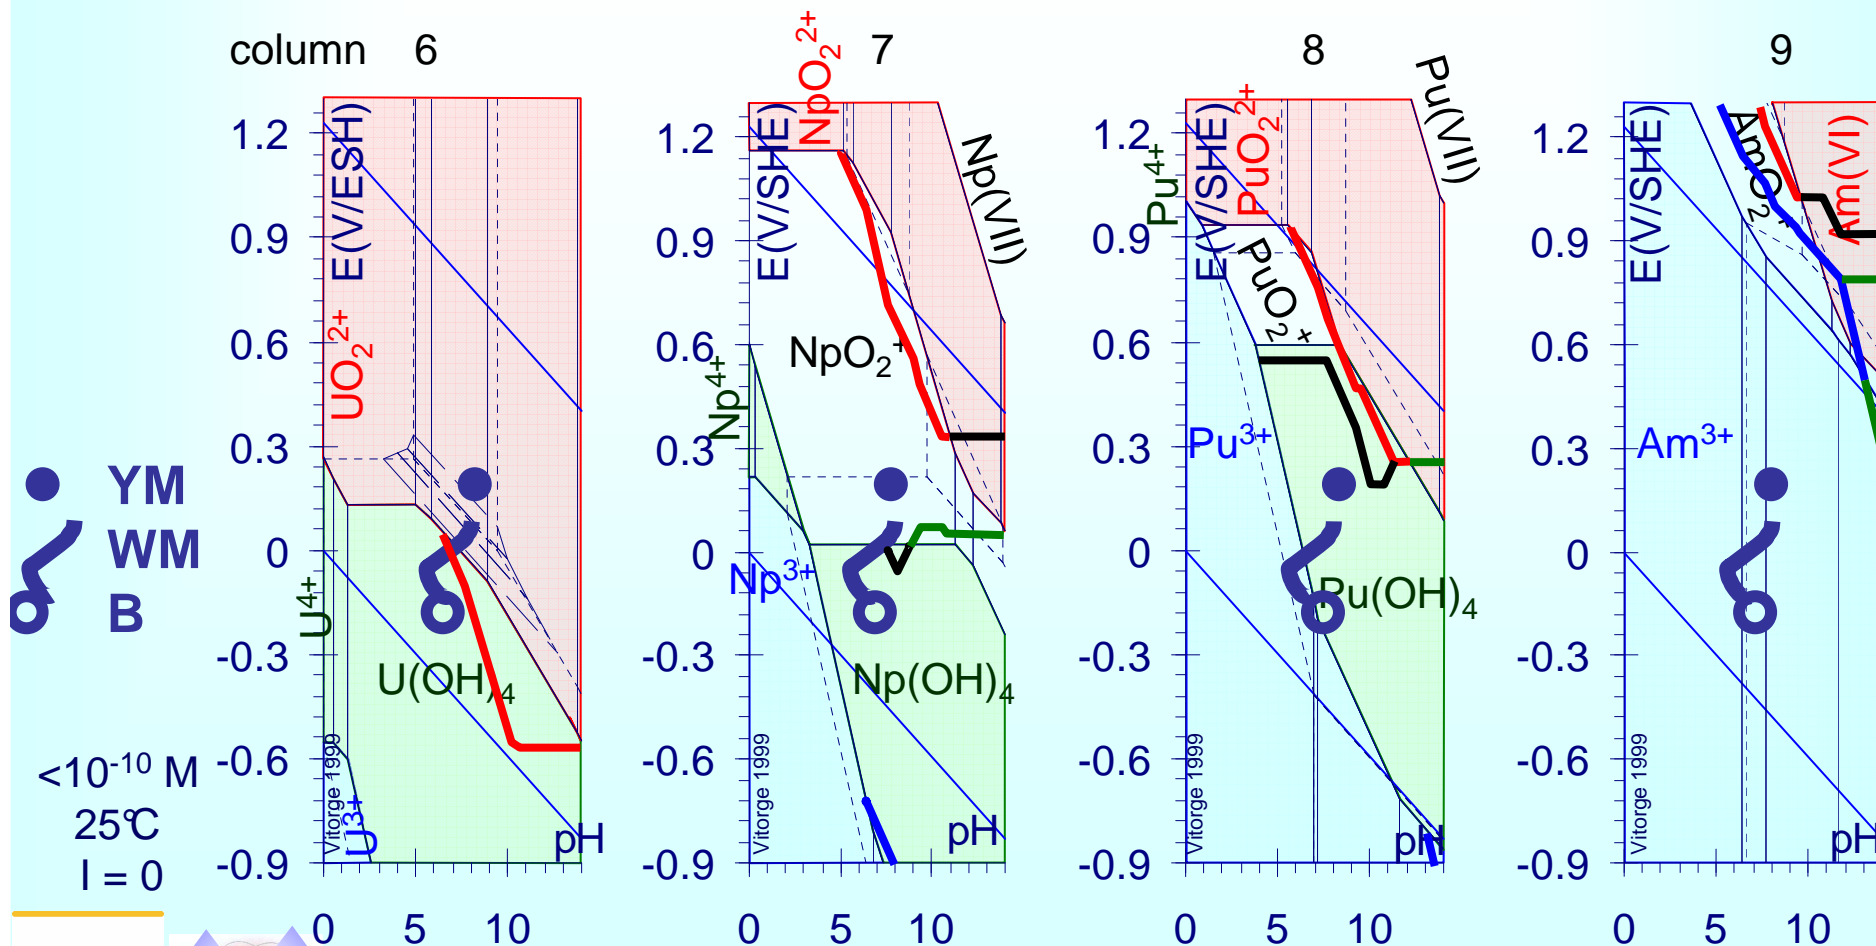 column 6 7 8 9
1.2
0.9
0.6
0.3
0
-0.3
-0.6
-0.9
0 5 10
E(V/ESH)
UO₂²⁺
U⁴⁺
U(OH)₄
U³⁺
Vitorge 1999
pH
1.2
0.9
0.6
0.3
0
-0.3
-0.6
-0.9
0 5 10
E(V/SHE)
NpO₂²⁺
Np(VII)
NpO₂⁺
Np⁴⁺
Np³⁺
Np(OH)₄
Vitorge 1999
pH
1.2
0.9
0.6
0.3
0
-0.3
-0.6
-0.9
0 5 10
E(V/SHE)
Pu⁴⁺
PuO₂²⁺
Pu(VII)
PuO₂⁺
Pu³⁺
Pu(OH)₄
Vitorge 1999
pH
1.2
0.9
0.6
0.3
0
-0.3
-0.6
-0.9
0 5 10
E(V/SHE)
AmO₂⁺
Am(VI)
Am³⁺
Vitorge 1999
pH
YM
WM
B
<10⁻¹⁰ M
25°C
I = 0